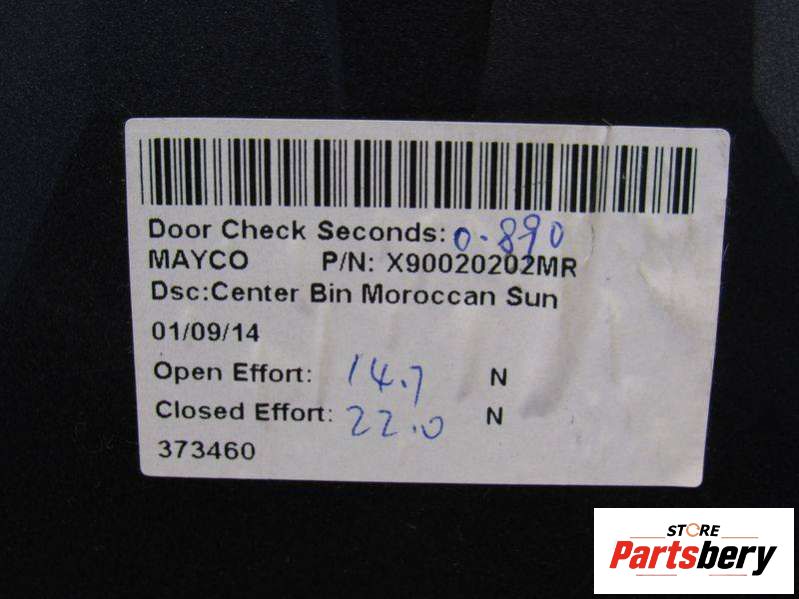 Door Check Seconds: 0.890
MAYCO P/N: X90020202MR
Dsc:Center Bin Moroccan Sun
01/09/14
Open Effort: 14.7 N
Closed Effort: 22.0 N
373460
STORE
Partsbery